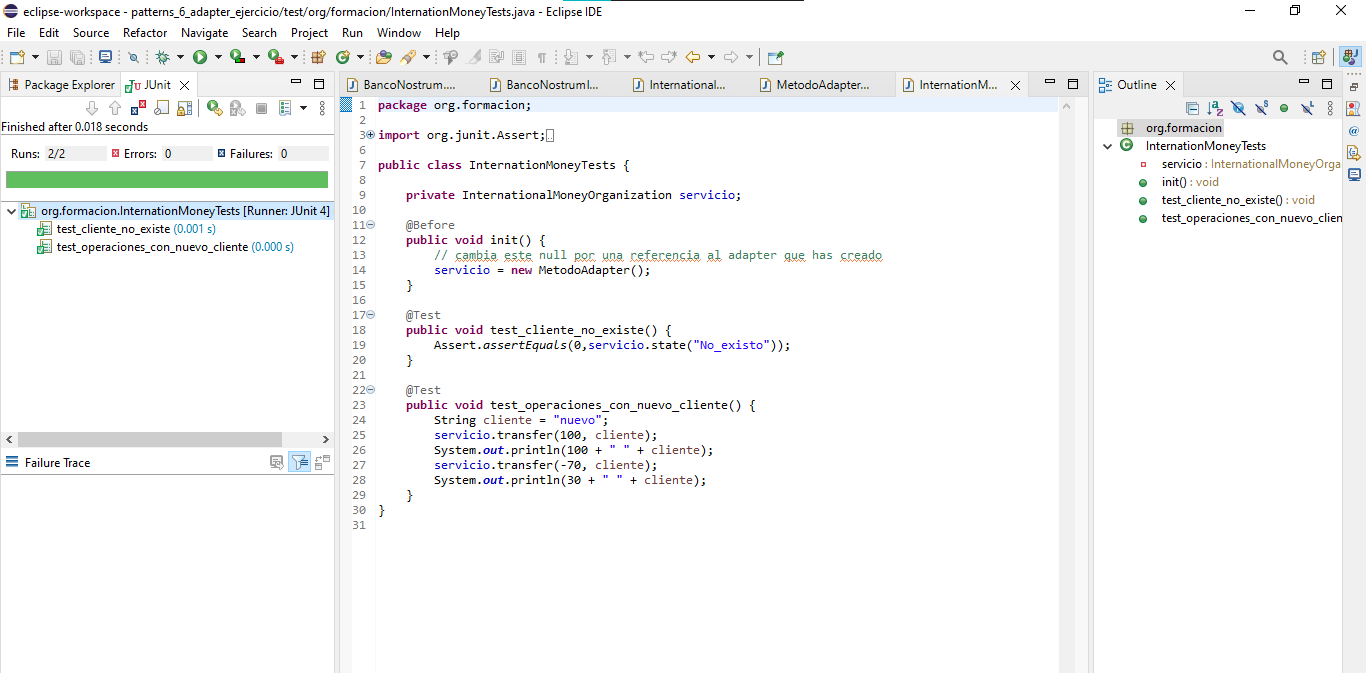 eclipse-workspace - patterns_6_adapter_ejercicio/test/org/formacion/InternationMoneyTests.java - Eclipse IDE
File Edit Source Refactor Navigate Search Project Run Window Help
Package Explorer JUnit
BancoNostrum.... BancoNostrumI... International... MetodoAdapter... InternationM...
Outline
Finished after 0.018 seconds
Runs: 2/2 Errors: 0 Failures: 0
org.formacion.InternationMoneyTests [Runner: JUnit 4]
test_cliente_no_existe (0.001 s)
test_operaciones_con_nuevo_cliente (0.000 s)
Failure Trace
1 package org.formacion;
2
3 import org.junit.Assert;
6
7 public class InternationMoneyTests {
8
9 private InternationalMoneyOrganization servicio;
10
11 @Before
12 public void init() {
13 // cambia este null por una referencia al adapter que has creado
14 servicio = new MetodoAdapter();
15 }
16
17 @Test
18 public void test_cliente_no_existe() {
19 Assert.assertEquals(0,servicio.state("No_existo"));
20 }
21
22 @Test
23 public void test_operaciones_con_nuevo_cliente() {
24 String cliente = "nuevo";
25 servicio.transfer(100, cliente);
26 System.out.println(100 + " " + cliente);
27 servicio.transfer(-70, cliente);
28 System.out.println(30 + " " + cliente);
29 }
30 }
31
org.formacion
InternationMoneyTests
servicio : InternationalMoneyOrga
init() : void
test_cliente_no_existe() : void
test_operaciones_con_nuevo_clien